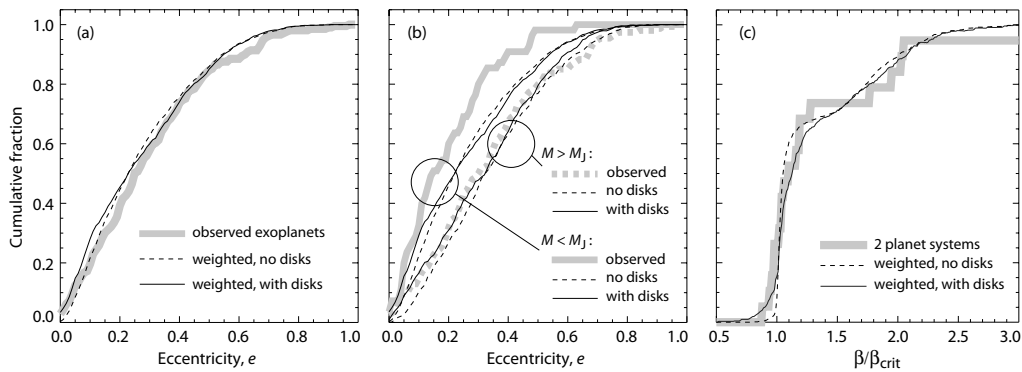 (a)
Cumulative fraction
1.0
0.8
0.6
0.4
0.2
0.0
observed exoplanets
weighted, no disks
weighted, with disks
0.0 0.2 0.4 0.6 0.8 1.0
Eccentricity, e
(b)
M > MJ :
observed
no disks
with disks
M < MJ :
observed
no disks
with disks
0.0 0.2 0.4 0.6 0.8 1.0
Eccentricity, e
(c)
2 planet systems
weighted, no disks
weighted, with disks
0.5 1.0 1.5 2.0 2.5 3.0
β/βcrit